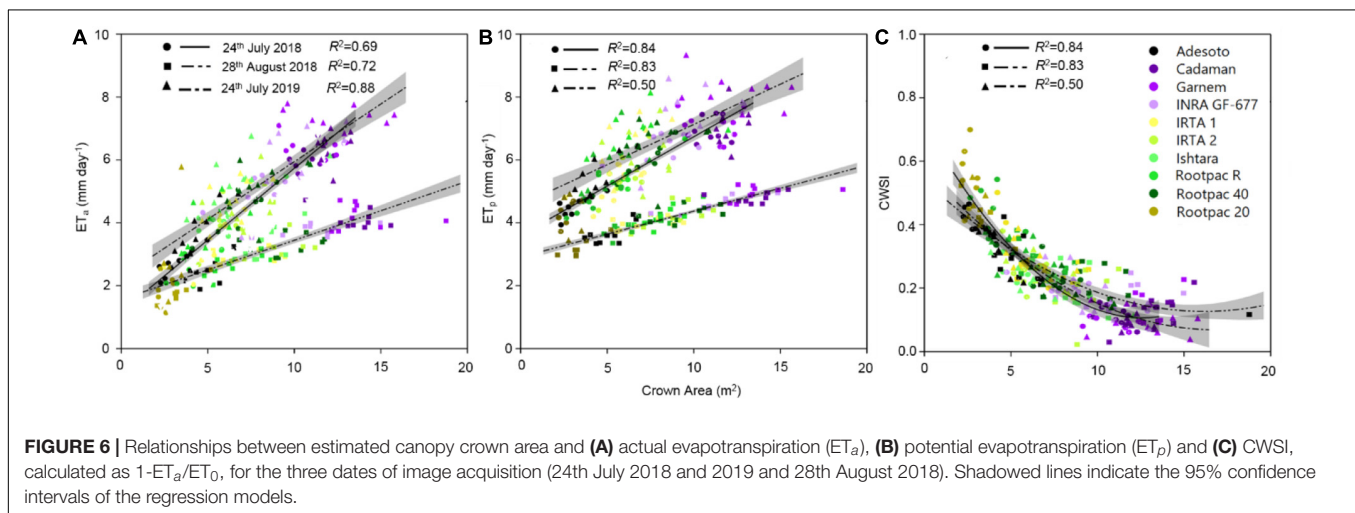 A
10
8
6
4
2
0
ETa (mm day-1)
24th July 2018 R2=0.69
28th August 2018 R2=0.72
24th July 2019 R2=0.88
0 5 10 15 20
B
10
8
6
4
2
0
ETp (mm day-1)
R2=0.84
R2=0.83
R2=0.50
0 5 10 15 20
Crown Area (m2)
C
1.0
0.8
0.6
0.4
0.2
0.0
CWSI
R2=0.84
R2=0.83
R2=0.50
Adesoto
Cadaman
Garnem
INRA GF-677
IRTA 1
IRTA 2
Ishtara
Rootpac R
Rootpac 40
Rootpac 20
0 5 10 15 20
FIGURE 6 | Relationships between estimated canopy crown area and (A) actual evapotranspiration (ETa), (B) potential evapotranspiration (ETp) and (C) CWSI,
calculated as 1-ETa/ET0, for the three dates of image acquisition (24th July 2018 and 2019 and 28th August 2018). Shadowed lines indicate the 95% confidence
intervals of the regression models.